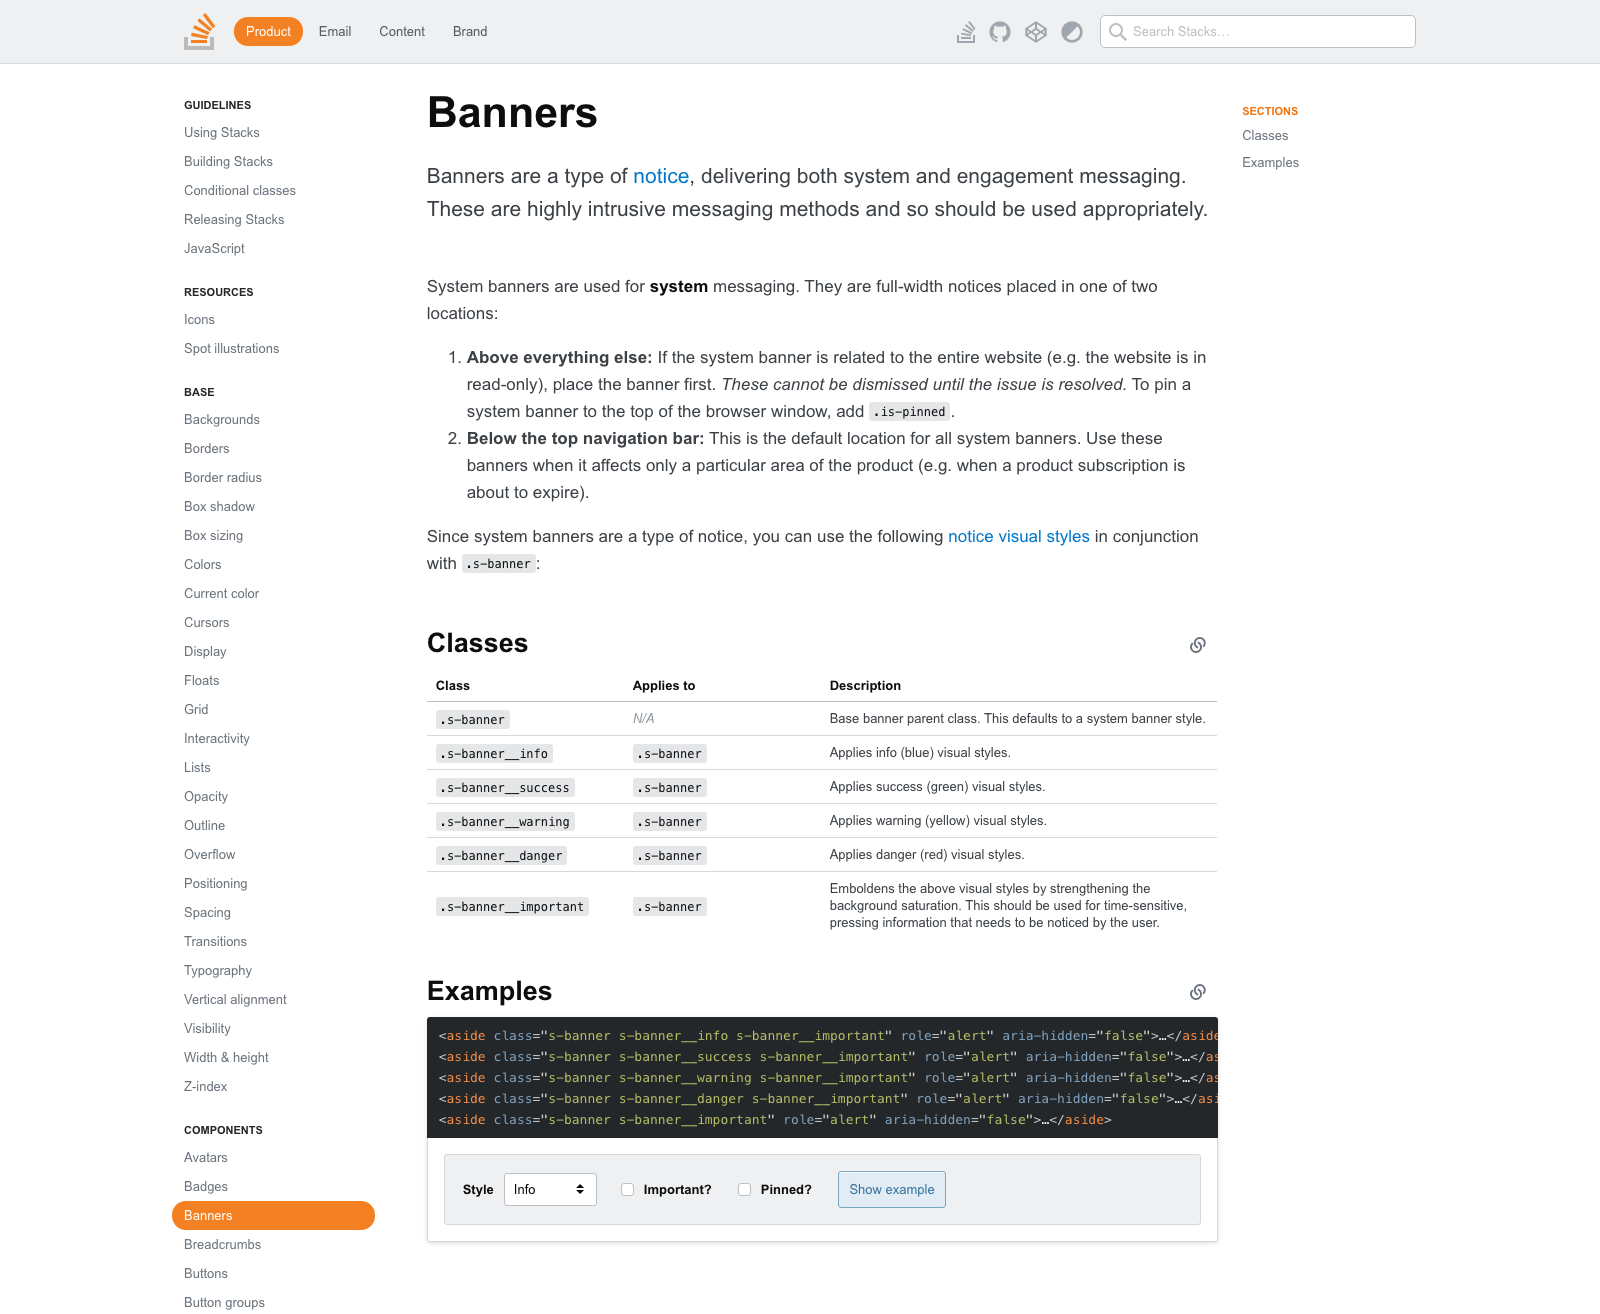 Product
Email
Content
Brand
Search Stacks…
GUIDELINES
Using Stacks
Building Stacks
Conditional classes
Releasing Stacks
JavaScript
RESOURCES
Icons
Spot illustrations
BASE
Backgrounds
Borders
Border radius
Box shadow
Box sizing
Colors
Current color
Cursors
Display
Floats
Grid
Interactivity
Lists
Opacity
Outline
Overflow
Positioning
Spacing
Transitions
Typography
Vertical alignment
Visibility
Width & height
Z-index
COMPONENTS
Avatars
Badges
Banners
Breadcrumbs
Buttons
Button groups
Banners
Banners are a type of notice, delivering both system and engagement messaging.
These are highly intrusive messaging methods and so should be used appropriately.
System banners are used for system messaging. They are full-width notices placed in one of two
locations:
1. Above everything else: If the system banner is related to the entire website (e.g. the website is in
read-only), place the banner first. These cannot be dismissed until the issue is resolved. To pin a
system banner to the top of the browser window, add .is-pinned.
2. Below the top navigation bar: This is the default location for all system banners. Use these
banners when it affects only a particular area of the product (e.g. when a product subscription is
about to expire).
Since system banners are a type of notice, you can use the following notice visual styles in conjunction
with .s-banner:
Classes
Class Applies to Description
.s-banner N/A Base banner parent class. This defaults to a system banner style.
.s-banner__info .s-banner Applies info (blue) visual styles.
.s-banner__success .s-banner Applies success (green) visual styles.
.s-banner__warning .s-banner Applies warning (yellow) visual styles.
.s-banner__danger .s-banner Applies danger (red) visual styles.
.s-banner__important .s-banner Emboldens the above visual styles by strengthening the
background saturation. This should be used for time-sensitive,
pressing information that needs to be noticed by the user.
Examples
<aside class="s-banner s-banner__info s-banner__important" role="alert" aria-hidden="false">…</aside
<aside class="s-banner s-banner__success s-banner__important" role="alert" aria-hidden="false">…</as
<aside class="s-banner s-banner__warning s-banner__important" role="alert" aria-hidden="false">…</as
<aside class="s-banner s-banner__danger s-banner__important" role="alert" aria-hidden="false">…</asi
<aside class="s-banner s-banner__important" role="alert" aria-hidden="false">…</aside>
Style Info Important? Pinned? Show example
SECTIONS
Classes
Examples